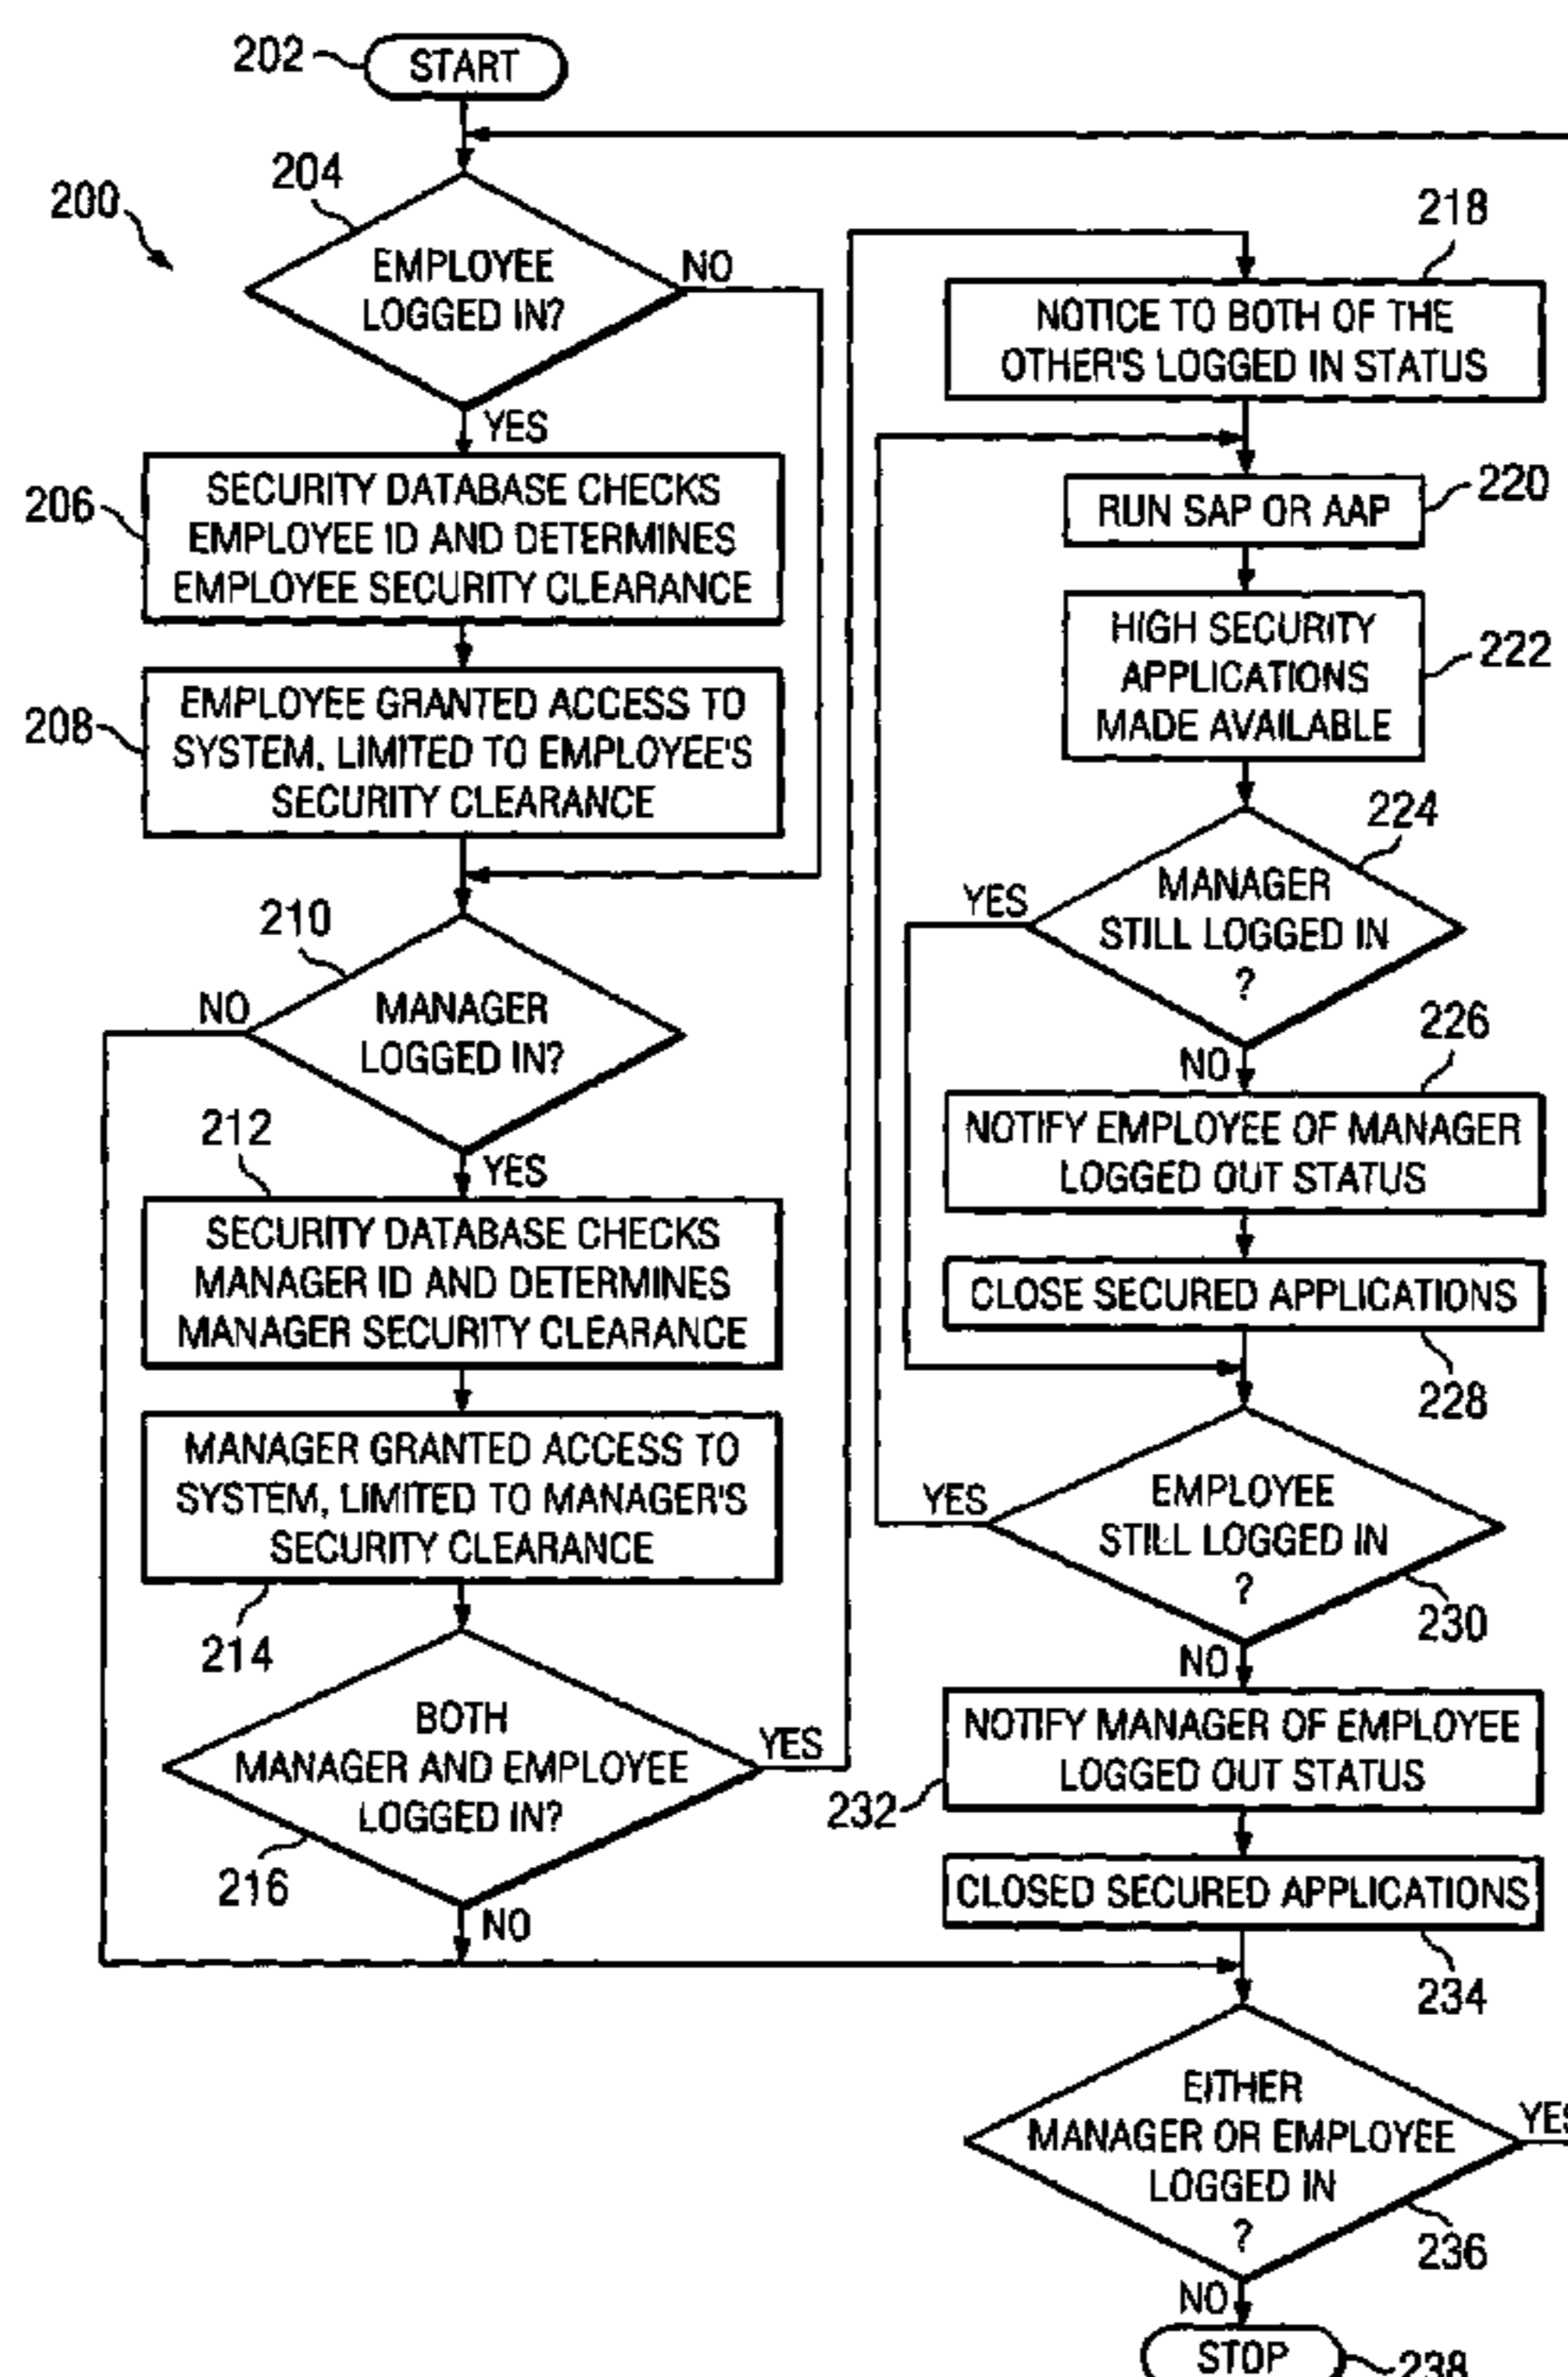 202
START
204
200
EMPLOYEE
LOGGED IN?
NO
YES
206
SECURITY DATABASE CHECKS
EMPLOYEE ID AND DETERMINES
EMPLOYEE SECURITY CLEARANCE
208
EMPLOYEE GRANTED ACCESS TO
SYSTEM, LIMITED TO EMPLOYEE'S
SECURITY CLEARANCE
210
NO
MANAGER
LOGGED IN?
212
YES
SECURITY DATABASE CHECKS
MANAGER ID AND DETERMINES
MANAGER SECURITY CLEARANCE
MANAGER GRANTED ACCESS TO
SYSTEM, LIMITED TO MANAGER'S
SECURITY CLEARANCE
214
BOTH
MANAGER AND EMPLOYEE
LOGGED IN?
YES
216
NO
218
NOTICE TO BOTH OF THE
OTHER'S LOGGED IN STATUS
RUN SAP OR AAP
220
HIGH SECURITY
APPLICATIONS
MADE AVAILABLE
222
224
YES
MANAGER
STILL LOGGED IN
?
226
NO
NOTIFY EMPLOYEE OF MANAGER
LOGGED OUT STATUS
CLOSE SECURED APPLICATIONS
228
YES
EMPLOYEE
STILL LOGGED IN
?
230
NO
NOTIFY MANAGER OF EMPLOYEE
LOGGED OUT STATUS
232
CLOSED SECURED APPLICATIONS
234
EITHER
MANAGER OR EMPLOYEE
LOGGED IN
?
YES
236
NO
STOP
238